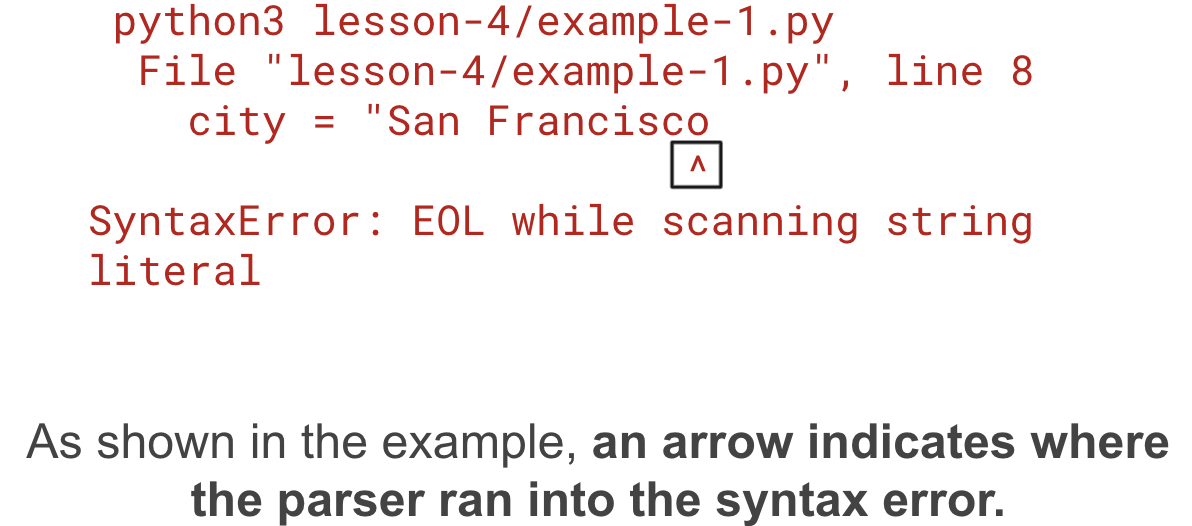 python3 lesson-4/example-1.py
File "lesson-4/example-1.py", line 8
city = "San Francisco
^
SyntaxError: EOL while scanning string
literal
As shown in the example, an arrow indicates where
the parser ran into the syntax error.